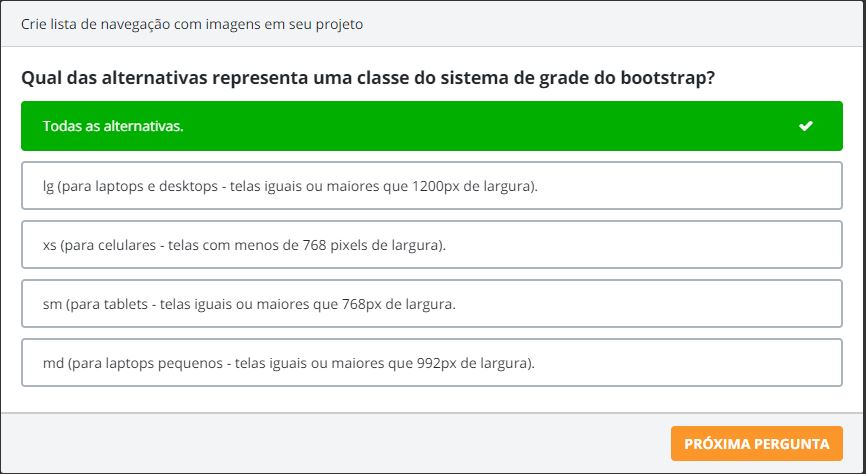 Crie lista de navegação com imagens em seu projeto
Qual das alternativas representa uma classe do sistema de grade do bootstrap?
Todas as alternativas.
lg (para laptops e desktops - telas iguais ou maiores que 1200px de largura).
xs (para celulares - telas com menos de 768 pixels de largura).
sm (para tablets - telas iguais ou maiores que 768px de largura.
md (para laptops pequenos - telas iguais ou maiores que 992px de largura).
PRÓXIMA PERGUNTA